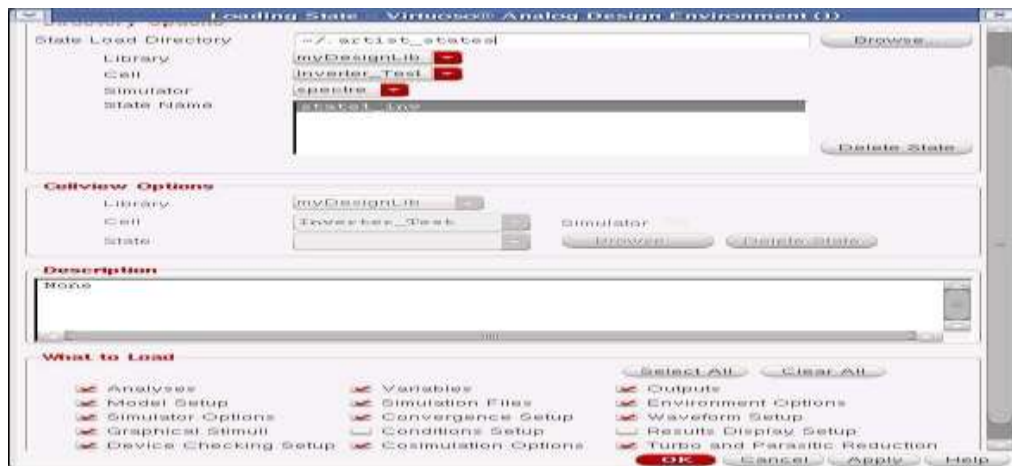 Loading State -- Virtuoso® Analog Design Environment (1)
Directory Options
State Load Directory ~/.artist_states Browse...
Library myDesignLib
Cell Inverter_Test
Simulator spectre
State Name state1_inv
Delete State
Cellview Options
Library myDesignLib
Cell Inverter_Test Simulator
State Browse... Delete State
Description
None
What to Load
Select All Clear All
Analyses Variables Outputs
Model Setup Simulation Files Environment Options
Simulator Options Convergence Setup Waveform Setup
Graphical Stimuli Conditions Setup Results Display Setup
Device Checking Setup Cosimulation Options Turbo and Parasitic Reduction
OK Cancel Apply Help